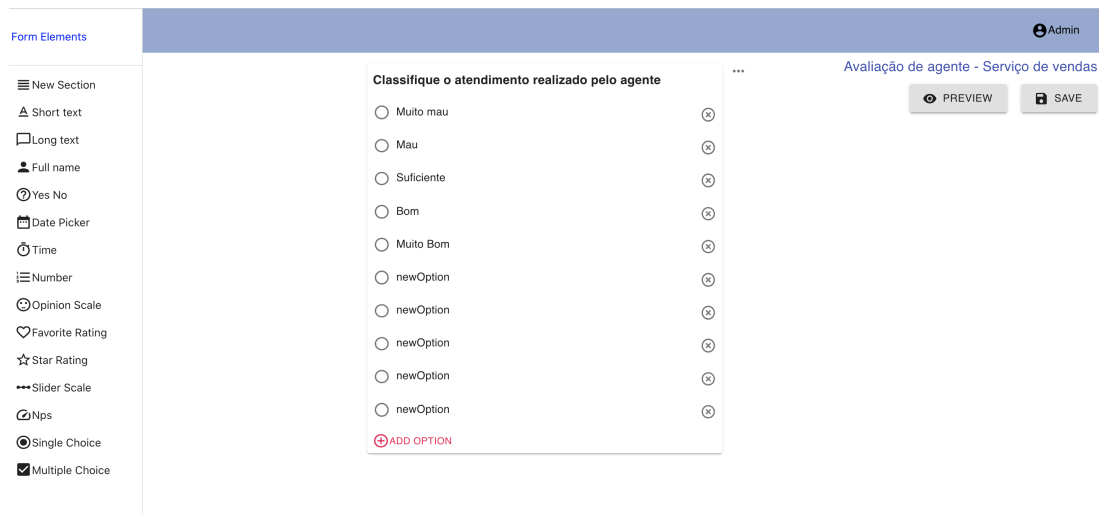 Form Elements
Admin
New Section
Short text
Long text
Full name
Yes No
Date Picker
Time
Number
Opinion Scale
Favorite Rating
Star Rating
Slider Scale
Nps
Single Choice
Multiple Choice
Classifique o atendimento realizado pelo agente
Muito mau
Mau
Suficiente
Bom
Muito Bom
newOption
newOption
newOption
newOption
newOption
ADD OPTION
Avaliação de agente - Serviço de vendas
PREVIEW
SAVE